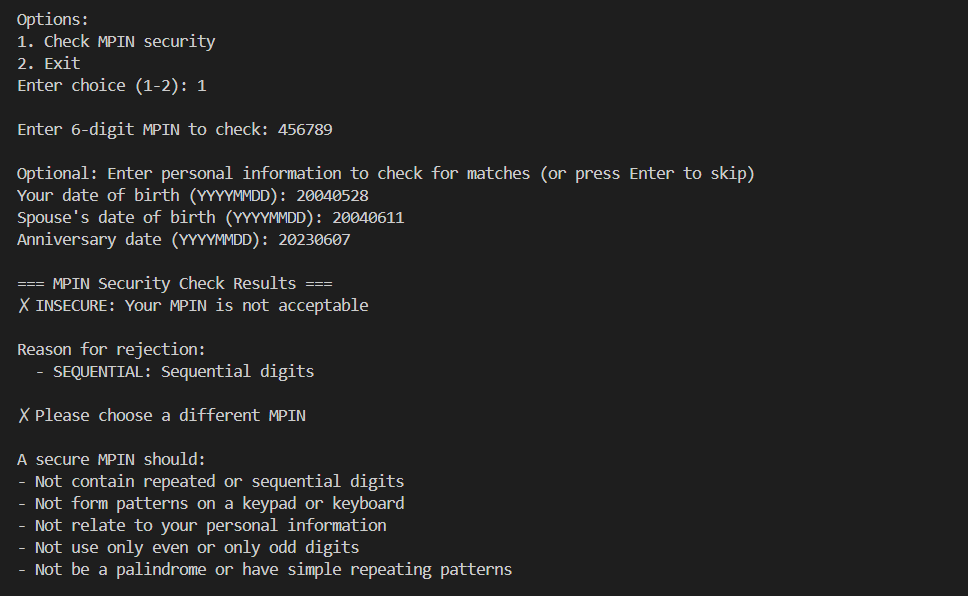 Options:
1. Check MPIN security
2. Exit
Enter choice (1-2): 1
Enter 6-digit MPIN to check: 456789
Optional: Enter personal information to check for matches (or press Enter to skip)
Your date of birth (YYYYMMDD): 20040528
Spouse's date of birth (YYYYMMDD): 20040611
Anniversary date (YYYYMMDD): 20230607
=== MPIN Security Check Results ===
✗ INSECURE: Your MPIN is not acceptable
Reason for rejection:
- SEQUENTIAL: Sequential digits
✗ Please choose a different MPIN
A secure MPIN should:
- Not contain repeated or sequential digits
- Not form patterns on a keypad or keyboard
- Not relate to your personal information
- Not use only even or only odd digits
- Not be a palindrome or have simple repeating patterns